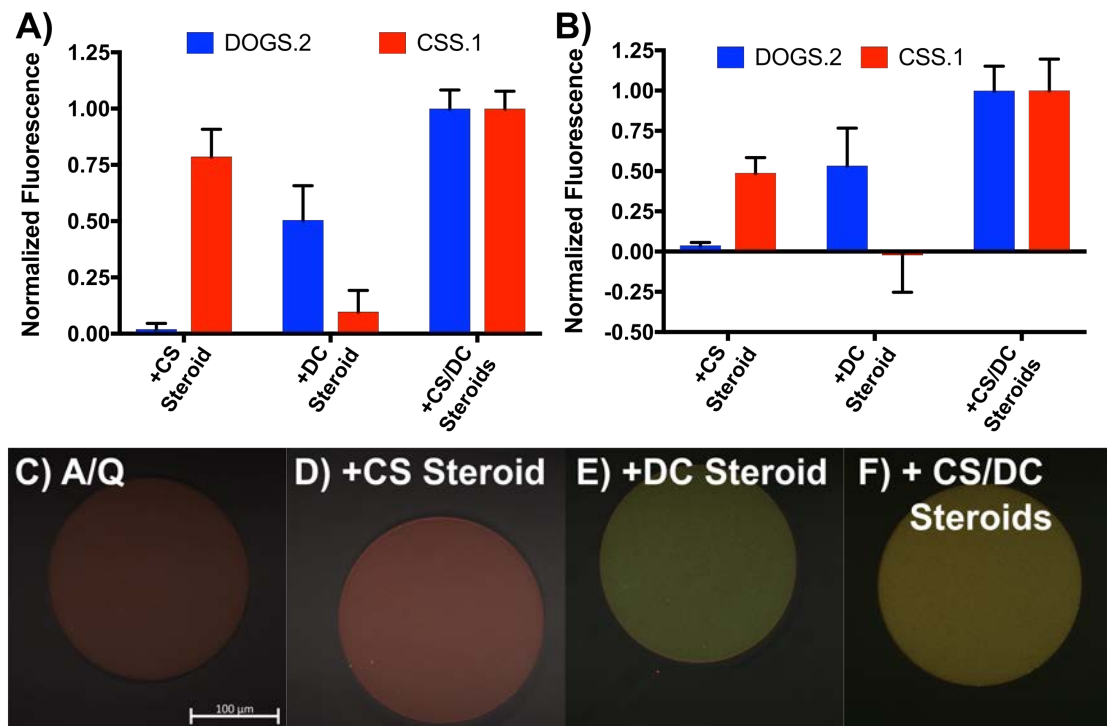 A)
DOGS.2
CSS.1
Normalized Fluorescence
1.25
1.00
0.75
0.50
0.25
0.00
+CS
Steroid
+DC
Steroid
+CS/DC
Steroids
B)
DOGS.2
CSS.1
Normalized Fluorescence
1.25
1.00
0.75
0.50
0.25
0.00
-0.25
-0.50
+CS
Steroid
+DC
Steroid
+CS/DC
Steroids
C) A/Q
100 µm
D) +CS Steroid
E) +DC Steroid
F) + CS/DC
Steroids